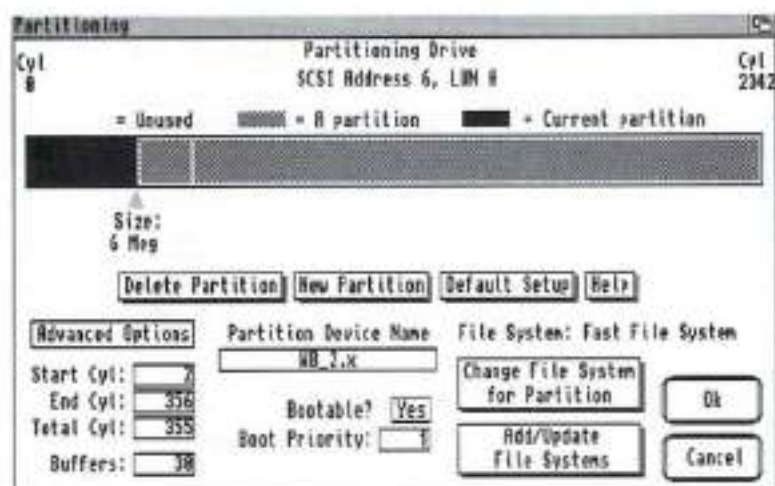 Partitioning
Cyl
0
Partitioning Drive
SCSI Address 6, LUN 0
Cyl
2342
= Unused
= A partition
= Current partition
Size:
6 Meg
Delete Partition
New Partition
Default Setup
Help
Advanced Options
Partition Device Name
File System: Fast File System
WB_2.x
Start Cyl: 2
End Cyl: 356
Total Cyl: 355
Buffers: 30
Bootable? Yes
Boot Priority: 1
Change File System
for Partition
Add/Update
File Systems
Ok
Cancel